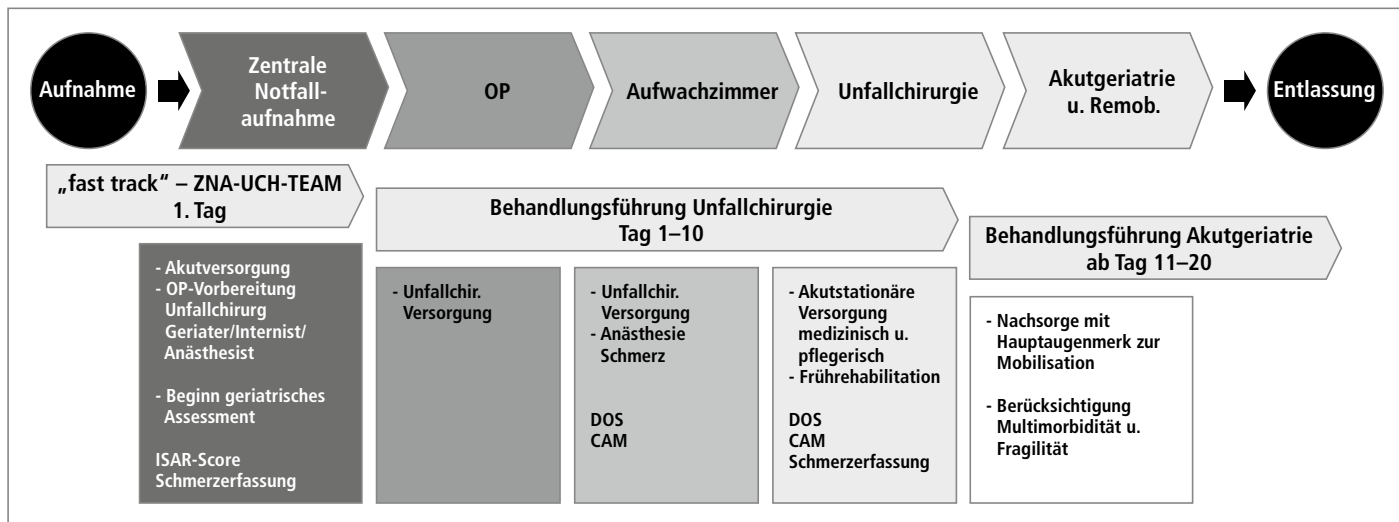 Aufnahme
Zentrale
Notfall-
aufnahme
OP
Aufwachzimmer
Unfallchirurgie
Akutgeriatrie
u. Remob.
Entlassung
„fast track“ – ZNA-UCH-TEAM
1. Tag
Behandlungsführung Unfallchirurgie
Tag 1–10
Behandlungsführung Akutgeriatrie
ab Tag 11–20
- Akutversorgung
- OP-Vorbereitung
Unfallchirurg
Geriater/Internist/
Anästhesist
- Beginn geriatrisches
Assessment
ISAR-Score
Schmerzerfassung
- Unfallchir.
Versorgung
- Unfallchir.
Versorgung
- Anästhesie
Schmerz
DOS
CAM
- Akutstationäre
Versorgung
medizinisch u.
pflegerisch
- Frührehabilitation
DOS
CAM
Schmerzerfassung
- Nachsorge mit
Hauptaugenmerk zur
Mobilisation
- Berücksichtigung
Multimorbidität u.
Fragilität